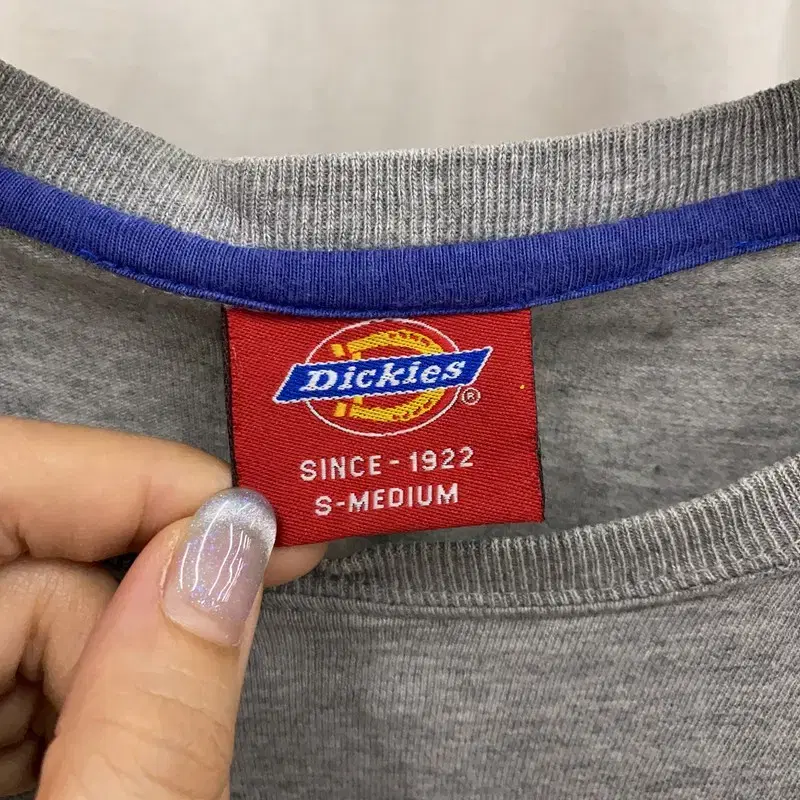 Dickies
®
SINCE - 1922
S-MEDIUM